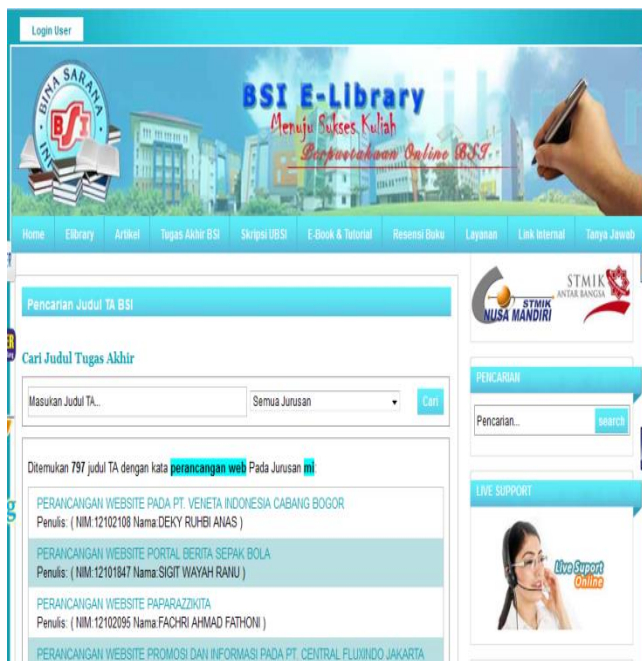 Login User
BINA SARANA
BSI
BSI E-Library
Menuju Sukses Kuliah
Perpustakaan Online BSI
Home Elibrary Artikel Tugas Akhir BSI Skripsi UBSI E-Book & Tutorial Resensi Buku Layanan Link Internal Tanya Jawab
Pencarian Judul TA BSI
Cari Judul Tugas Akhir
Masukan Judul TA... Semua Jurusan Cari
Ditemukan 797 judul TA dengan kata perancangan web Pada Jurusan mi
PERANCANGAN WEBSITE PADA PT. VENETA INDONESIA CABANG BOGOR
Penulis: ( NIM:12102108 Nama:DEKY RUHBI ANAS )
PERANCANGAN WEBSITE PORTAL BERITA SEPAK BOLA
Penulis: ( NIM:12101847 Nama:SIGIT WAYAH RANU )
PERANCANGAN WEBSITE PAPARAZZIKITA
Penulis: ( NIM:12102095 Nama:FACHRI AHMAD FATHONI )
PERANCANGAN WEBSITE PROMOSI DAN INFORMASI PADA PT. CENTRAL FLUXINDO JAKARTA
STMIK
NUSA MANDIRI
STMIK
ANTAR BANGSA
PENCARIAN
Pencarian... search
LIVE SUPPORT
Live Suport
Online